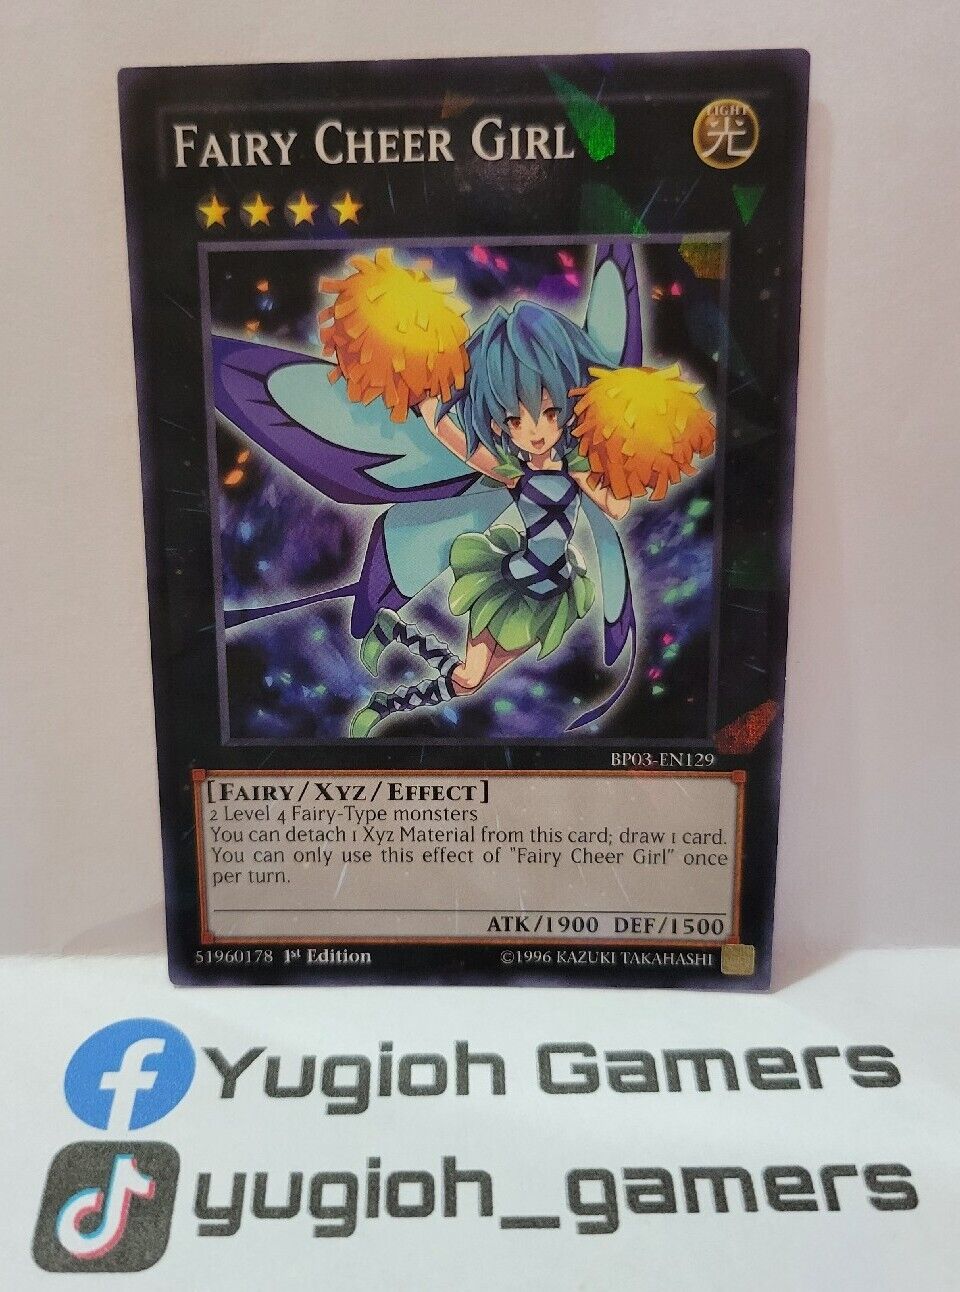 FAIRY CHEER GIRL
LIGHT
光
BP03-EN129
[FAIRY/XYZ/EFFECT]
2 Level 4 Fairy-Type monsters
You can detach 1 Xyz Material from this card; draw 1 card.
You can only use this effect of "Fairy Cheer Girl" once
per turn.
ATK/1900 DEF/1500
51960178 1st Edition ©1996 KAZUKI TAKAHASHI
f Yugioh Gamers
yugioh_gamers